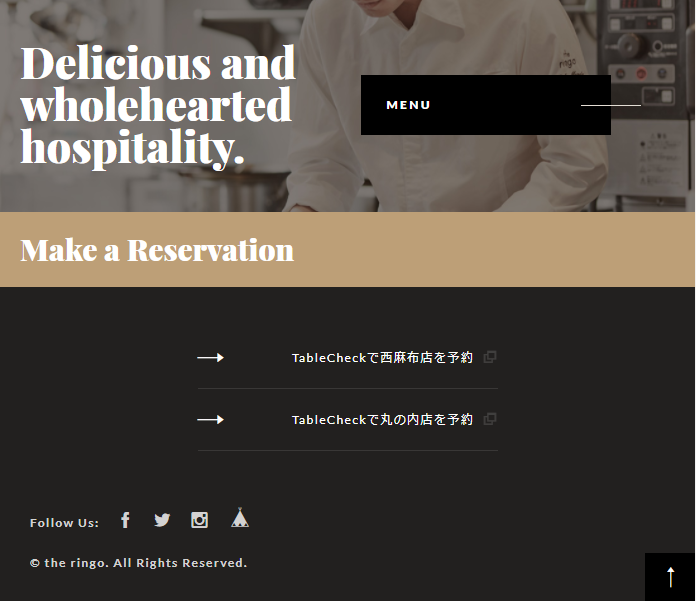 Delicious and
wholehearted
hospitality.
the
ringo
MENU
Make a Reservation
TableCheckで西麻布店を予約
TableCheckで丸の内店を予約
Follow Us:
© the ringo. All Rights Reserved.